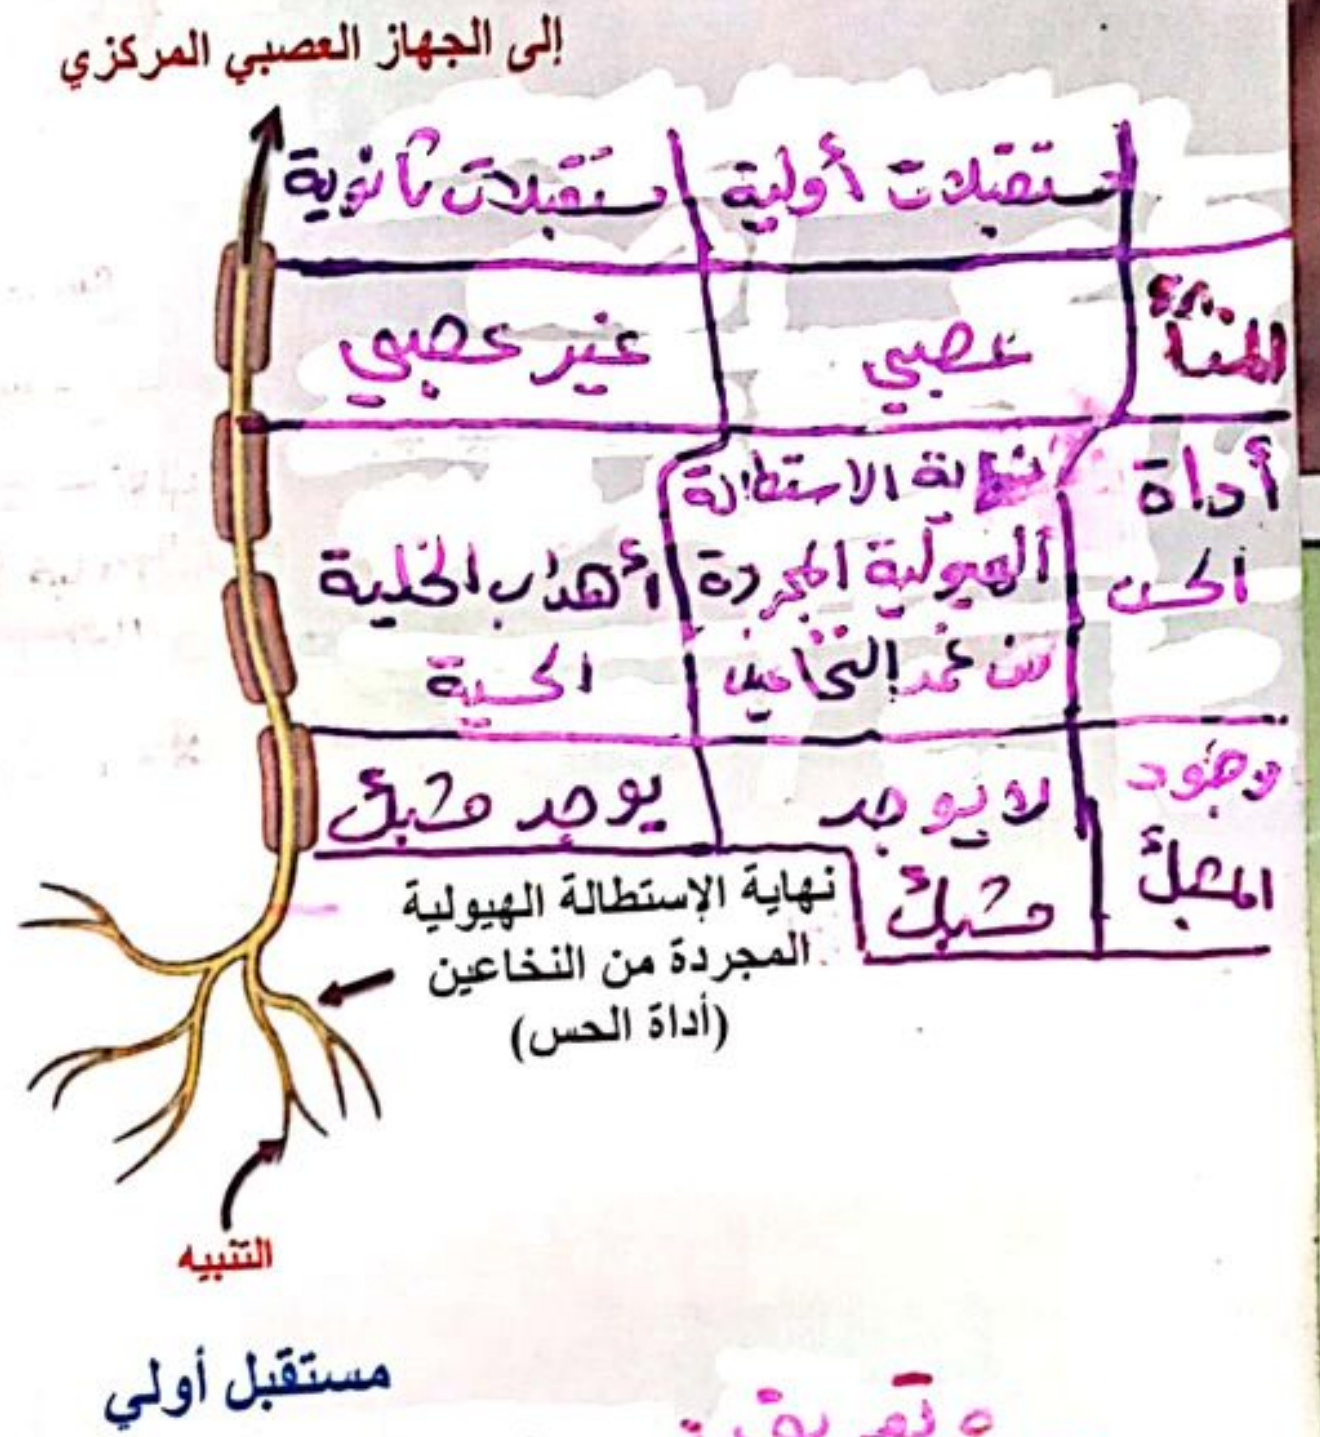 إلى الجهاز العصبي المركزي
مستقبلات أولية
مستقبلات ثانوية
المنشأ
عصبي
غير عصبي
أداة
الحس
نهاية الاستطالة
الهيولية المجردة
من غمد النخاعين
أهداب الخلية
الحسية
وجود
المشبك
لا يوجد
مشبك
يوجد مشبك
نهاية الإستطالة الهيولية
المجردة من النخاعين
(أداة الحس)
التنبيه
مستقبل أولي